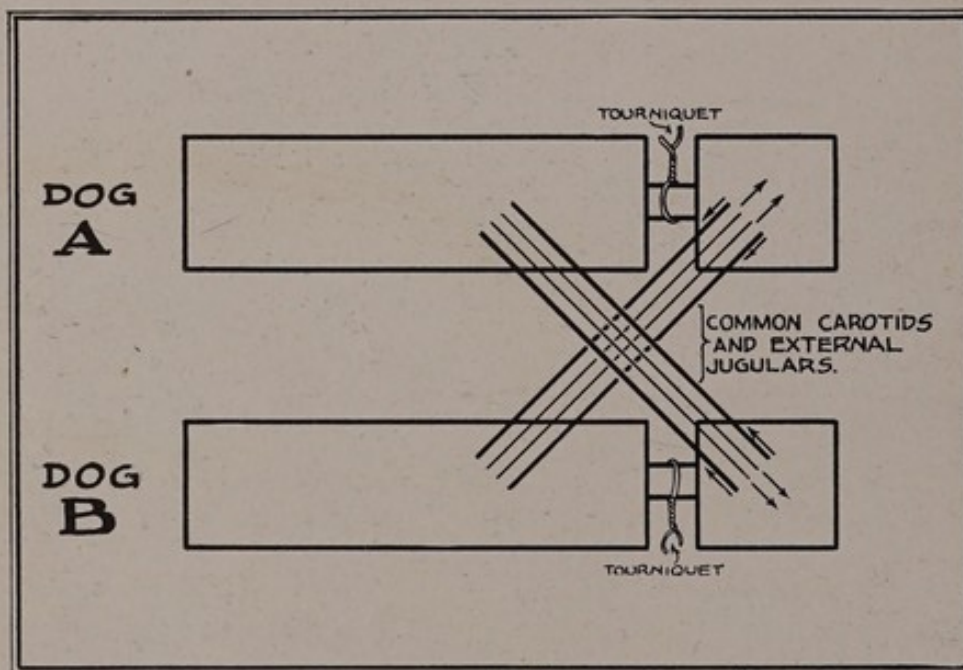 TOURNIQUET
DOG
A
COMMON CAROTIDS
AND EXTERNAL
JUGULARS.
DOG
B
TOURNIQUET